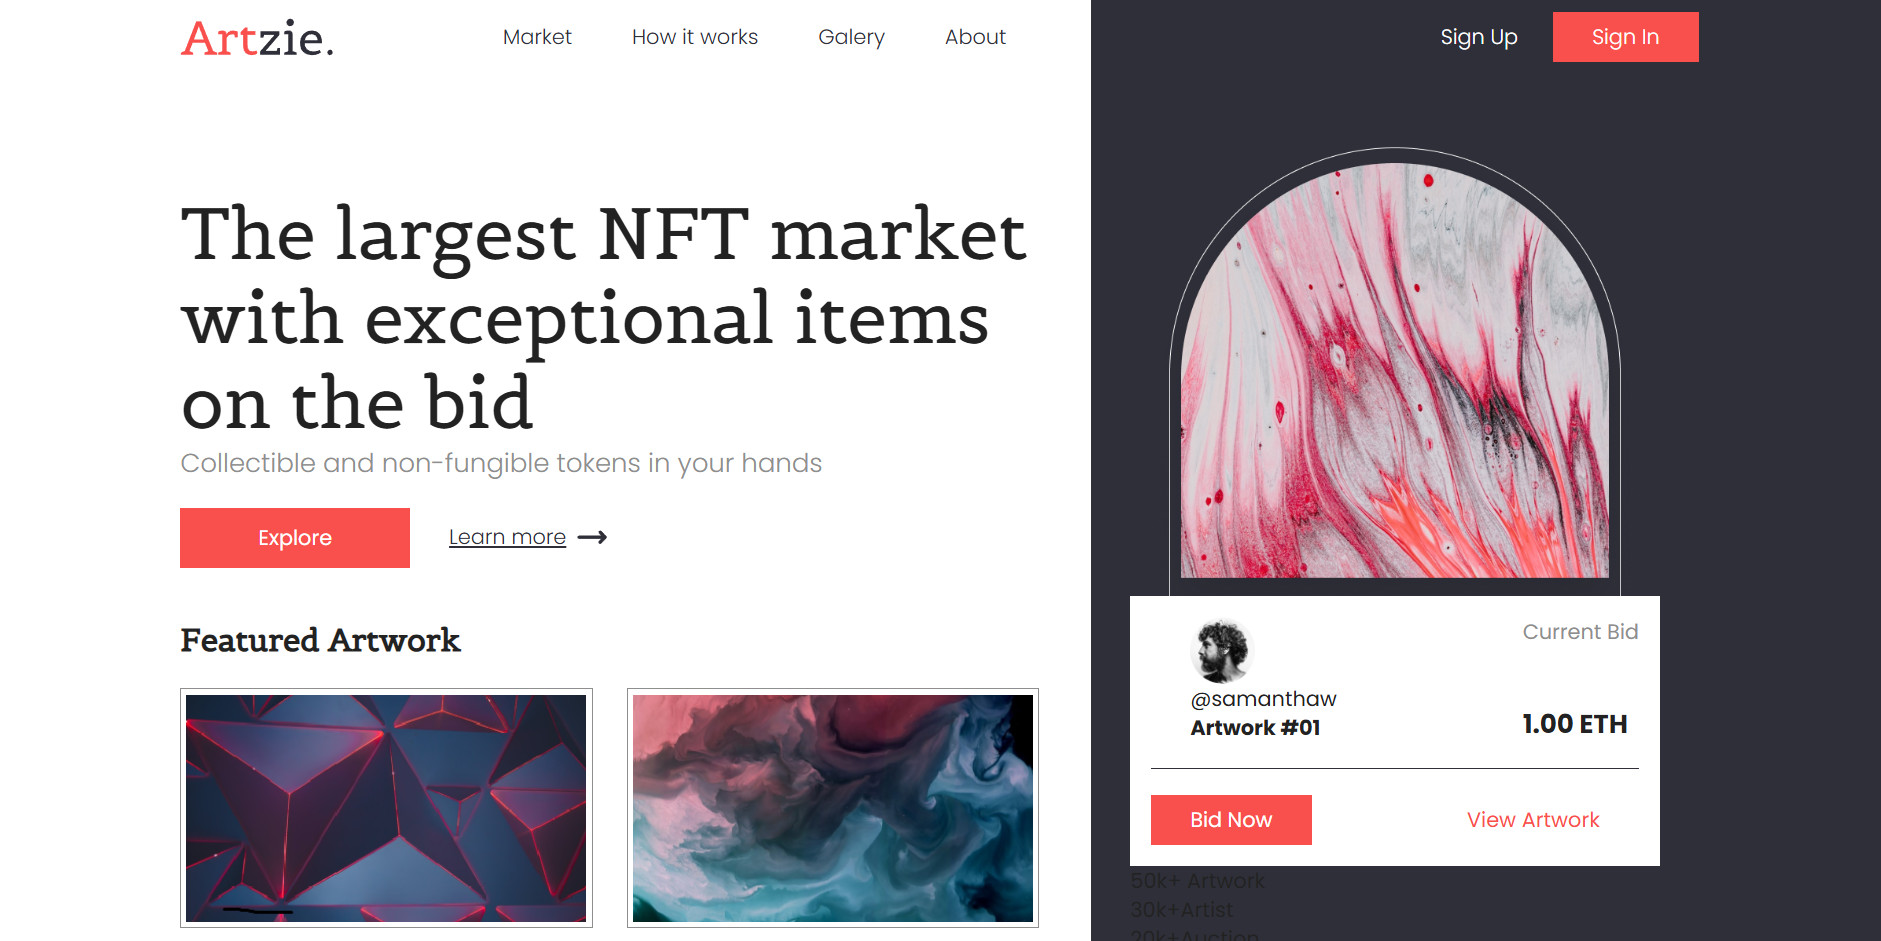 Artzie.
Market
How it works
Galery
About
Sign Up
Sign In
The largest NFT market
with exceptional items
on the bid
Collectible and non-fungible tokens in your hands
Explore
Learn more
Featured Artwork
Current Bid
@samanthaw
Artwork #01
1.00 ETH
Bid Now
View Artwork
50k+ Artwork
30k+Artist
20k+Auction